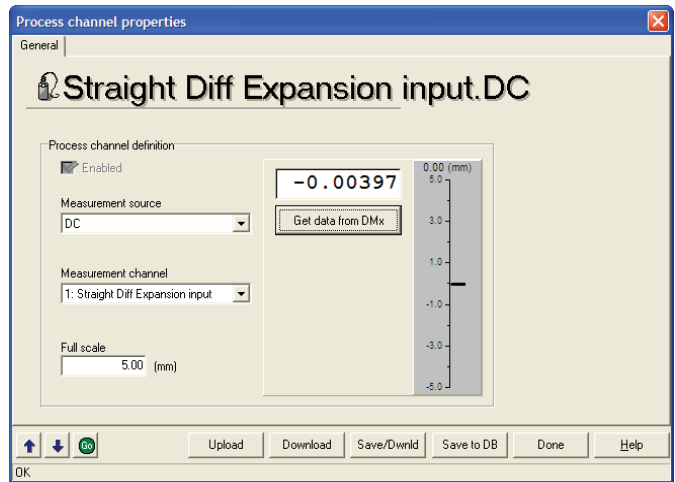 Process channel properties
General
Straight Diff Expansion input.DC
Process channel definition
Enabled
Measurement source
DC
Measurement channel
1: Straight Diff Expansion input
Full scale
5.00 (mm)
-0.00397
Get data from DMx
0.00 (mm)
5.0
3.0
1.0
-1.0
-3.0
-5.0
Go
Upload
Download
Save/Dwnld
Save to DB
Done
Help
OK